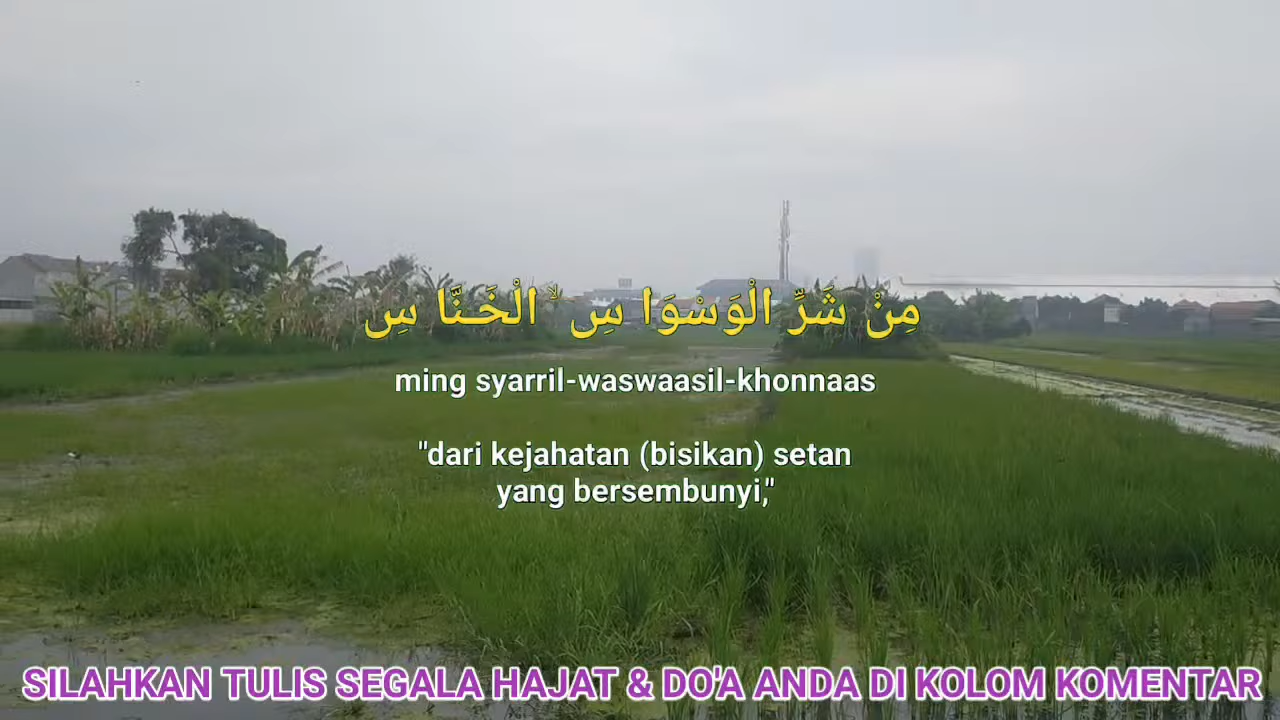 مِنْ شَرِّ الْوَسْوَا سِ ۙ الْخَـنَّا سِ
ming syarril-waswaasil-khonnaas
"dari kejahatan (bisikan) setan
yang bersembunyi,"
SILAHKAN TULIS SEGALA HAJAT & DO'A ANDA DI KOLOM KOMENTAR